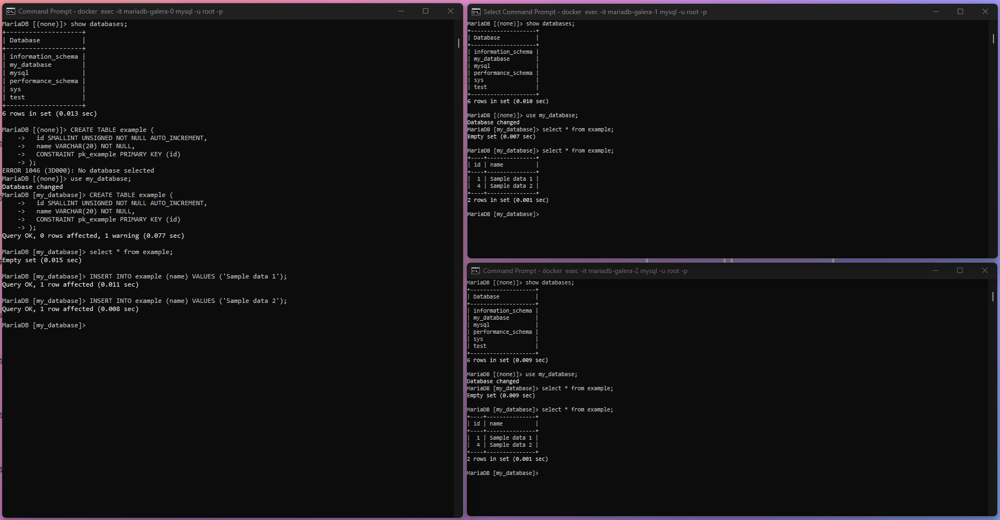 Command Prompt - docker  exec -it mariadb-galera-0 mysql -u root -p
MariaDB [(none)]> show databases;
+--------------------+
| Database           |
+--------------------+
| information_schema |
| my_database        |
| mysql              |
| performance_schema |
| sys                |
| test               |
+--------------------+
6 rows in set (0.013 sec)
MariaDB [(none)]> CREATE TABLE example (
    ->   id SMALLINT UNSIGNED NOT NULL AUTO_INCREMENT,
    ->   name VARCHAR(20) NOT NULL,
    ->   CONSTRAINT pk_example PRIMARY KEY (id)
    -> );
ERROR 1046 (3D000): No database selected
MariaDB [(none)]> use my_database;
Database changed
MariaDB [my_database]> CREATE TABLE example (
    ->   id SMALLINT UNSIGNED NOT NULL AUTO_INCREMENT,
    ->   name VARCHAR(20) NOT NULL,
    ->   CONSTRAINT pk_example PRIMARY KEY (id)
    -> );
Query OK, 0 rows affected, 1 warning (0.077 sec)
MariaDB [my_database]> select * from example;
Empty set (0.015 sec)
MariaDB [my_database]> INSERT INTO example (name) VALUES ('Sample data 1');
Query OK, 1 row affected (0.011 sec)
MariaDB [my_database]> INSERT INTO example (name) VALUES ('Sample data 2');
Query OK, 1 row affected (0.008 sec)
MariaDB [my_database]>
Select Command Prompt - docker  exec -it mariadb-galera-1 mysql -u root -p
MariaDB [(none)]> show databases;
+--------------------+
| Database           |
+--------------------+
| information_schema |
| my_database        |
| mysql              |
| performance_schema |
| sys                |
| test               |
+--------------------+
6 rows in set (0.010 sec)
MariaDB [(none)]> use my_database;
Database changed
MariaDB [my_database]> select * from example;
Empty set (0.007 sec)
MariaDB [my_database]> select * from example;
+----+---------------+
| id | name          |
+----+---------------+
|  1 | Sample data 1 |
|  4 | Sample data 2 |
+----+---------------+
2 rows in set (0.001 sec)
MariaDB [my_database]>
Command Prompt - docker  exec -it mariadb-galera-2 mysql -u root -p
MariaDB [(none)]> show databases;
+--------------------+
| Database           |
+--------------------+
| information_schema |
| my_database        |
| mysql              |
| performance_schema |
| sys                |
| test               |
+--------------------+
6 rows in set (0.009 sec)
MariaDB [(none)]> use my_database;
Database changed
MariaDB [my_database]> select * from example;
Empty set (0.009 sec)
MariaDB [my_database]> select * from example;
+----+---------------+
| id | name          |
+----+---------------+
|  1 | Sample data 1 |
|  4 | Sample data 2 |
+----+---------------+
2 rows in set (0.001 sec)
MariaDB [my_database]>